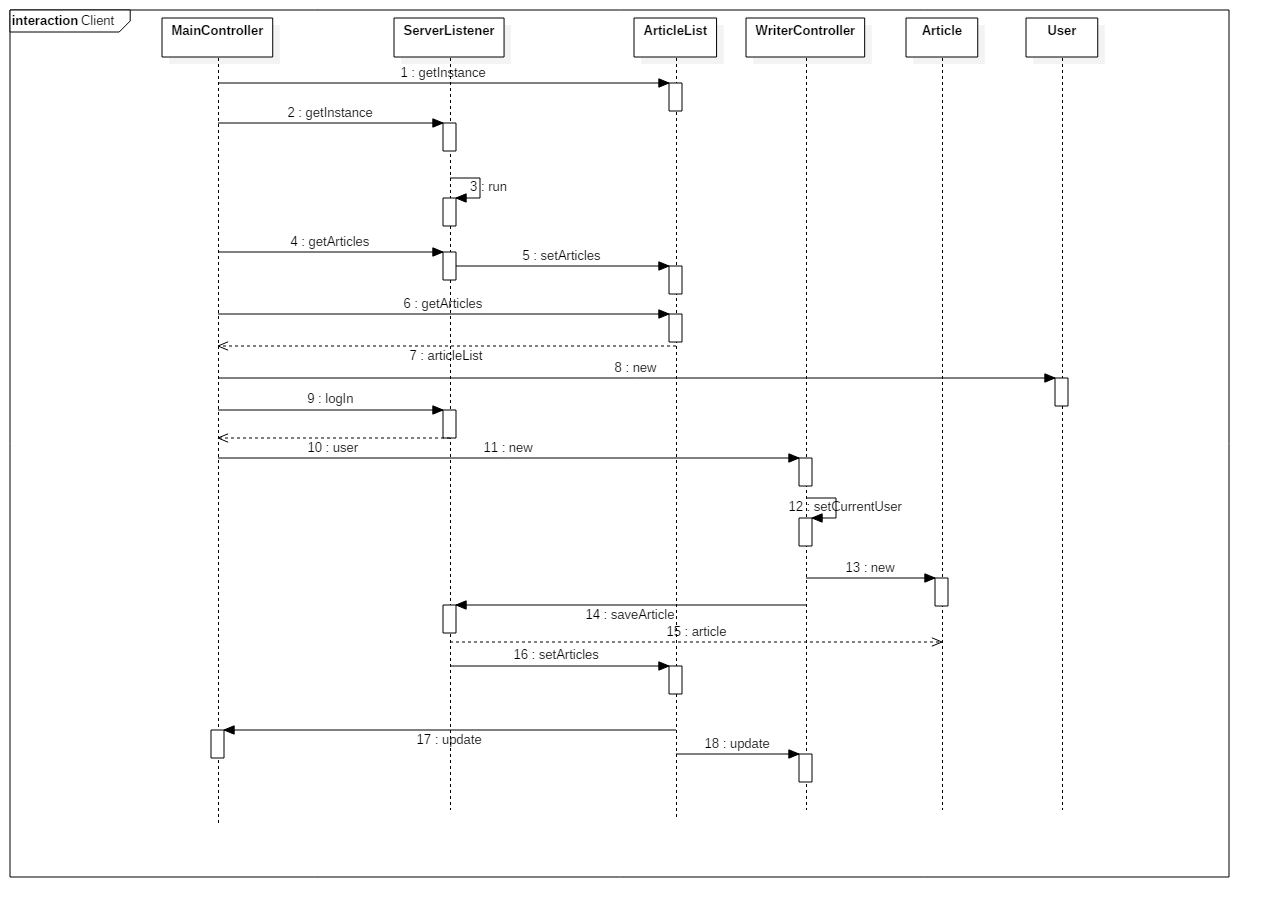 interaction Client
MainController
ServerListener
ArticleList
WriterController
Article
User
1 : getInstance
2 : getInstance
3 : run
4 : getArticles
5 : setArticles
6 : getArticles
7 : articleList
8 : new
9 : logIn
10 : user
11 : new
12 : setCurrentUser
13 : new
14 : saveArticle
15 : article
16 : setArticles
17 : update
18 : update